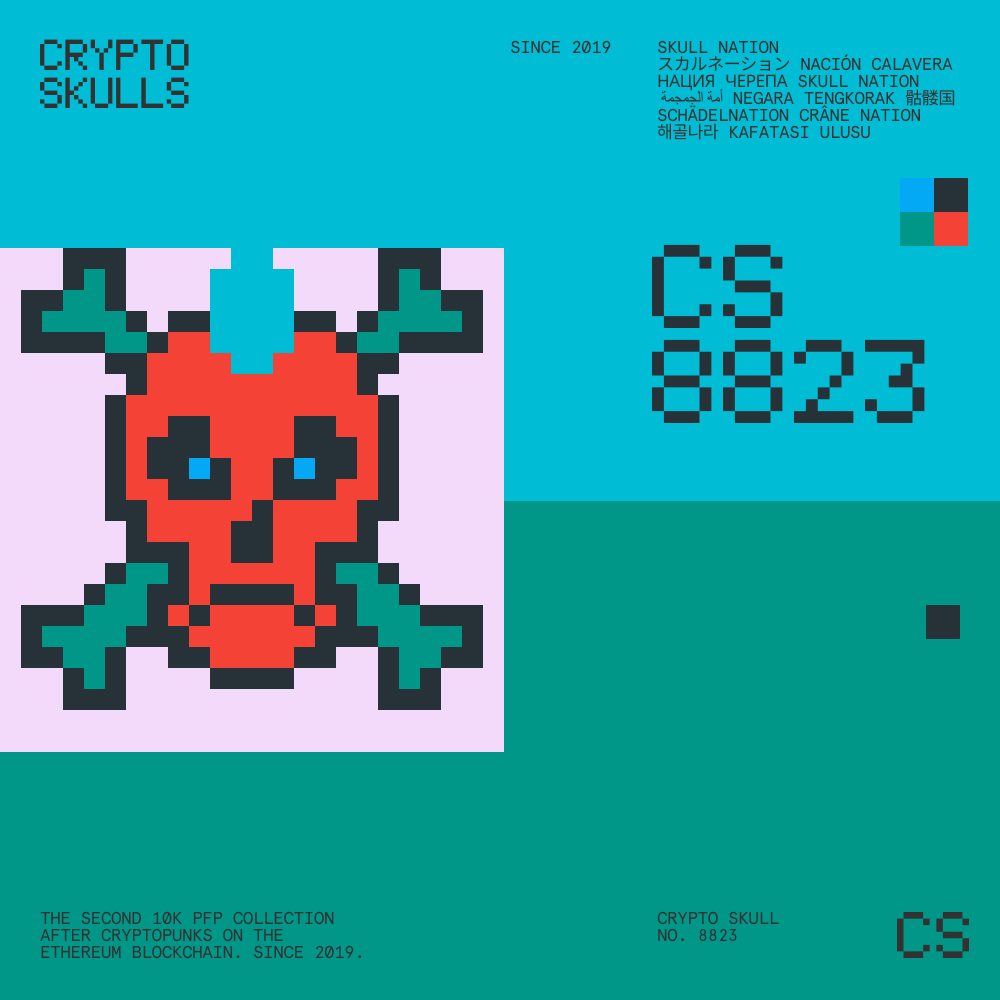 CRYPTO
SKULLS
SINCE 2019
SKULL NATION
スカルネーション NACIÓN CALAVERA
НАЦИЯ ЧЕРЕПА SKULL NATION
أمة الجمجمة NEGARA TENGKORAK 骷髅国
SCHÄDELNATION CRÂNE NATION
해골나라 KAFATASI ULUSU
CS
8823
THE SECOND 10K PFP COLLECTION
AFTER CRYPTOPUNKS ON THE
ETHEREUM BLOCKCHAIN. SINCE 2019.
CRYPTO SKULL
NO. 8823
CS